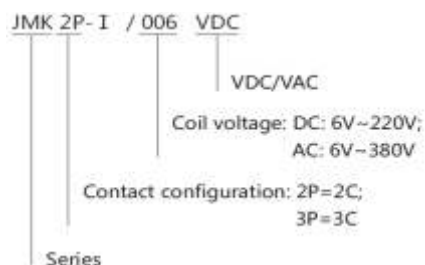 JMK 2P-I / 006 VDC
VDC/VAC
Coil voltage: DC: 6V~220V;
AC: 6V~380V
Contact configuration: 2P=2C;
3P=3C
Series